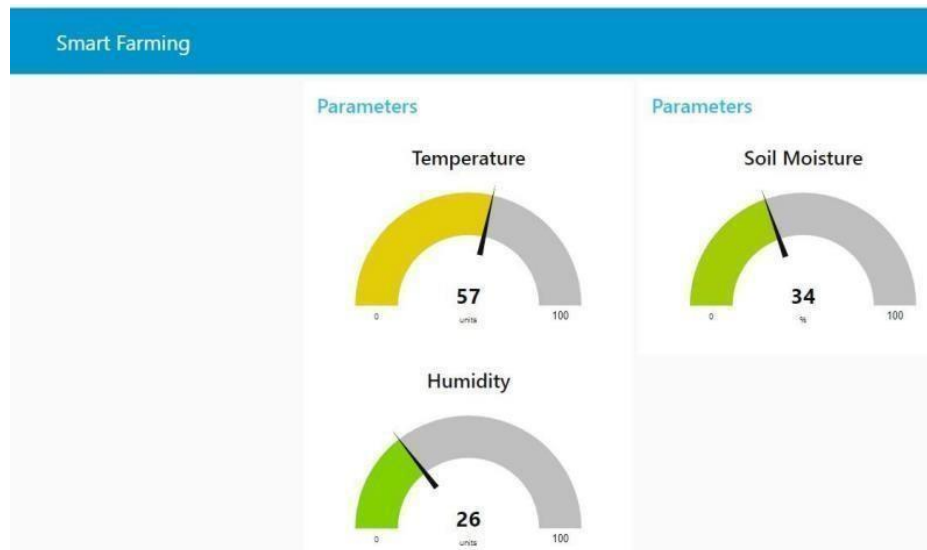 Smart Farming
Parameters
Temperature
57
units
0
100
Humidity
26
units
0
100
Parameters
Soil Moisture
34
%
0
100